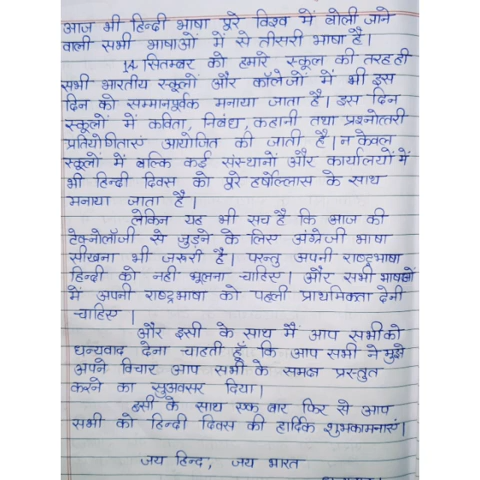 आज भी हिन्दी भाषा पुरे विश्व में बोली जाने
वाली सभी भाषाओं में से तीसरी भाषा है।
14 सितम्बर को हमारे स्कूल की तरह ही
सभी भारतीय स्कूलों और कॉलेजों में भी इस
दिन को सम्मानपूर्वक मनाया जाता है। इस दिन
स्कूलों में कविता, निबंध, कहानी तथा प्रश्नोत्तरी
प्रतियोगिताएं आयोजित की जाती है। न केवल
स्कूलों में बल्कि कई संस्थानों और कार्यालयों में
भी हिन्दी दिवस को पुरे हर्षोल्लास के साथ
मनाया जाता है।
लेकिन यह भी सच है कि आज की
टेक्नोलॉजी से जुड़ने के लिए अंग्रेजी भाषा
सीखना भी जरूरी है। परन्तु अपनी राष्ट्रभाषा
हिन्दी को नही भूलना चाहिए। और सभी भाषाओं
में अपनी राष्ट्रभाषा को पहली प्राथमिकता देनी
चाहिए।
और इसी के साथ मैं आप सभी को
धन्यवाद देना चाहती हूँ कि आप सभी ने मुझे
अपने विचार आप सभी के समक्ष प्रस्तुत
करने का सुअवसर दिया।
इसी के साथ एक बार फिर से आप
सभी को हिन्दी दिवस की हार्दिक शुभकामनाएं।
जय हिन्द, जय भारत